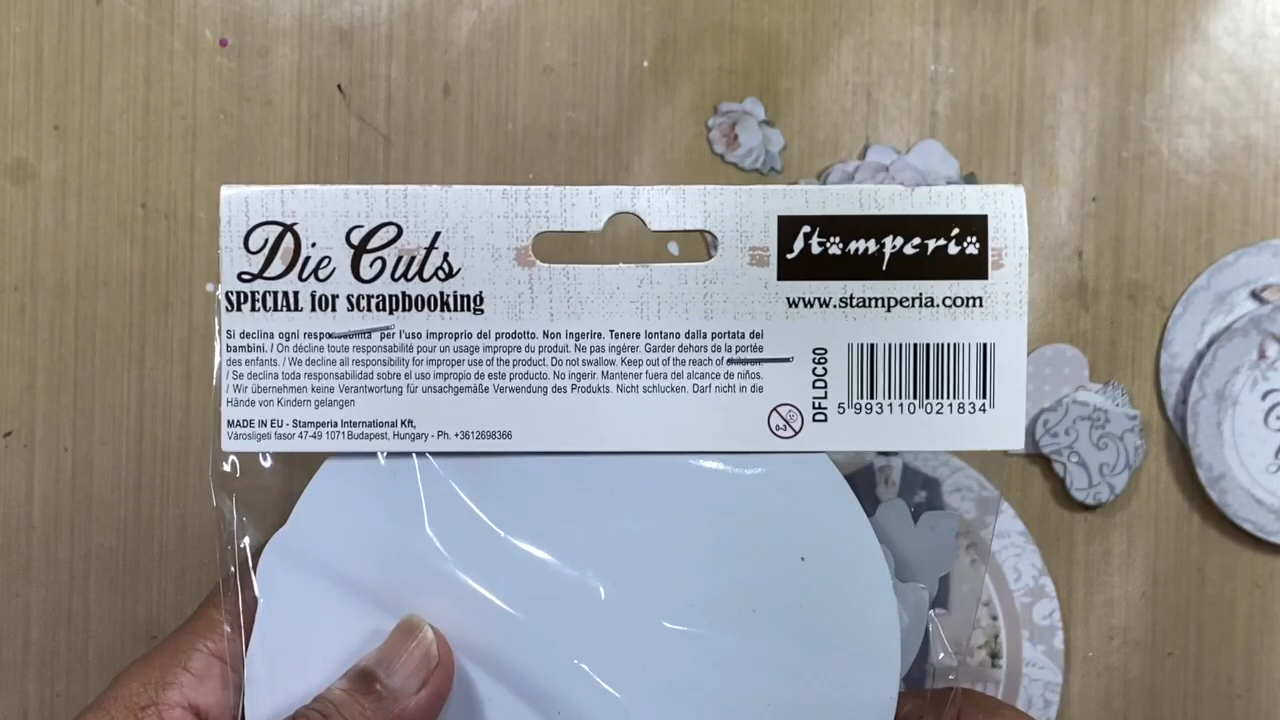 Die Cuts
SPECIAL for scrapbooking
Stamperia
www.stamperia.com
Si declina ogni per l'uso improprio del prodotto. Non ingerire. Tenere lontano dalla portata dei
bambini. / On décline toute responsabilité pour un usage impropre du produit. Ne pas ingérer. Garder dehors de la portée
des enfants. / We decline all responsibility for improper use of the product. Do not swallow. Keep out of the reach of
/ Se declina toda responsabilidad sobre el uso impropio de este producto. No ingerir. Mantener fuera del alcance de niños.
/ Wir übernehmen keine Verantwortung für unsachgemäße Verwendung des Produkts. Nicht schlucken. Darf nicht in die
Hände von Kindern gelangen
MADE IN EU - Stamperia International Kft,
Városligeti fasor 47-49 1071 Budapest, Hungary - Ph. +3612698366
0-3
DFLDC60
5 993110 021834